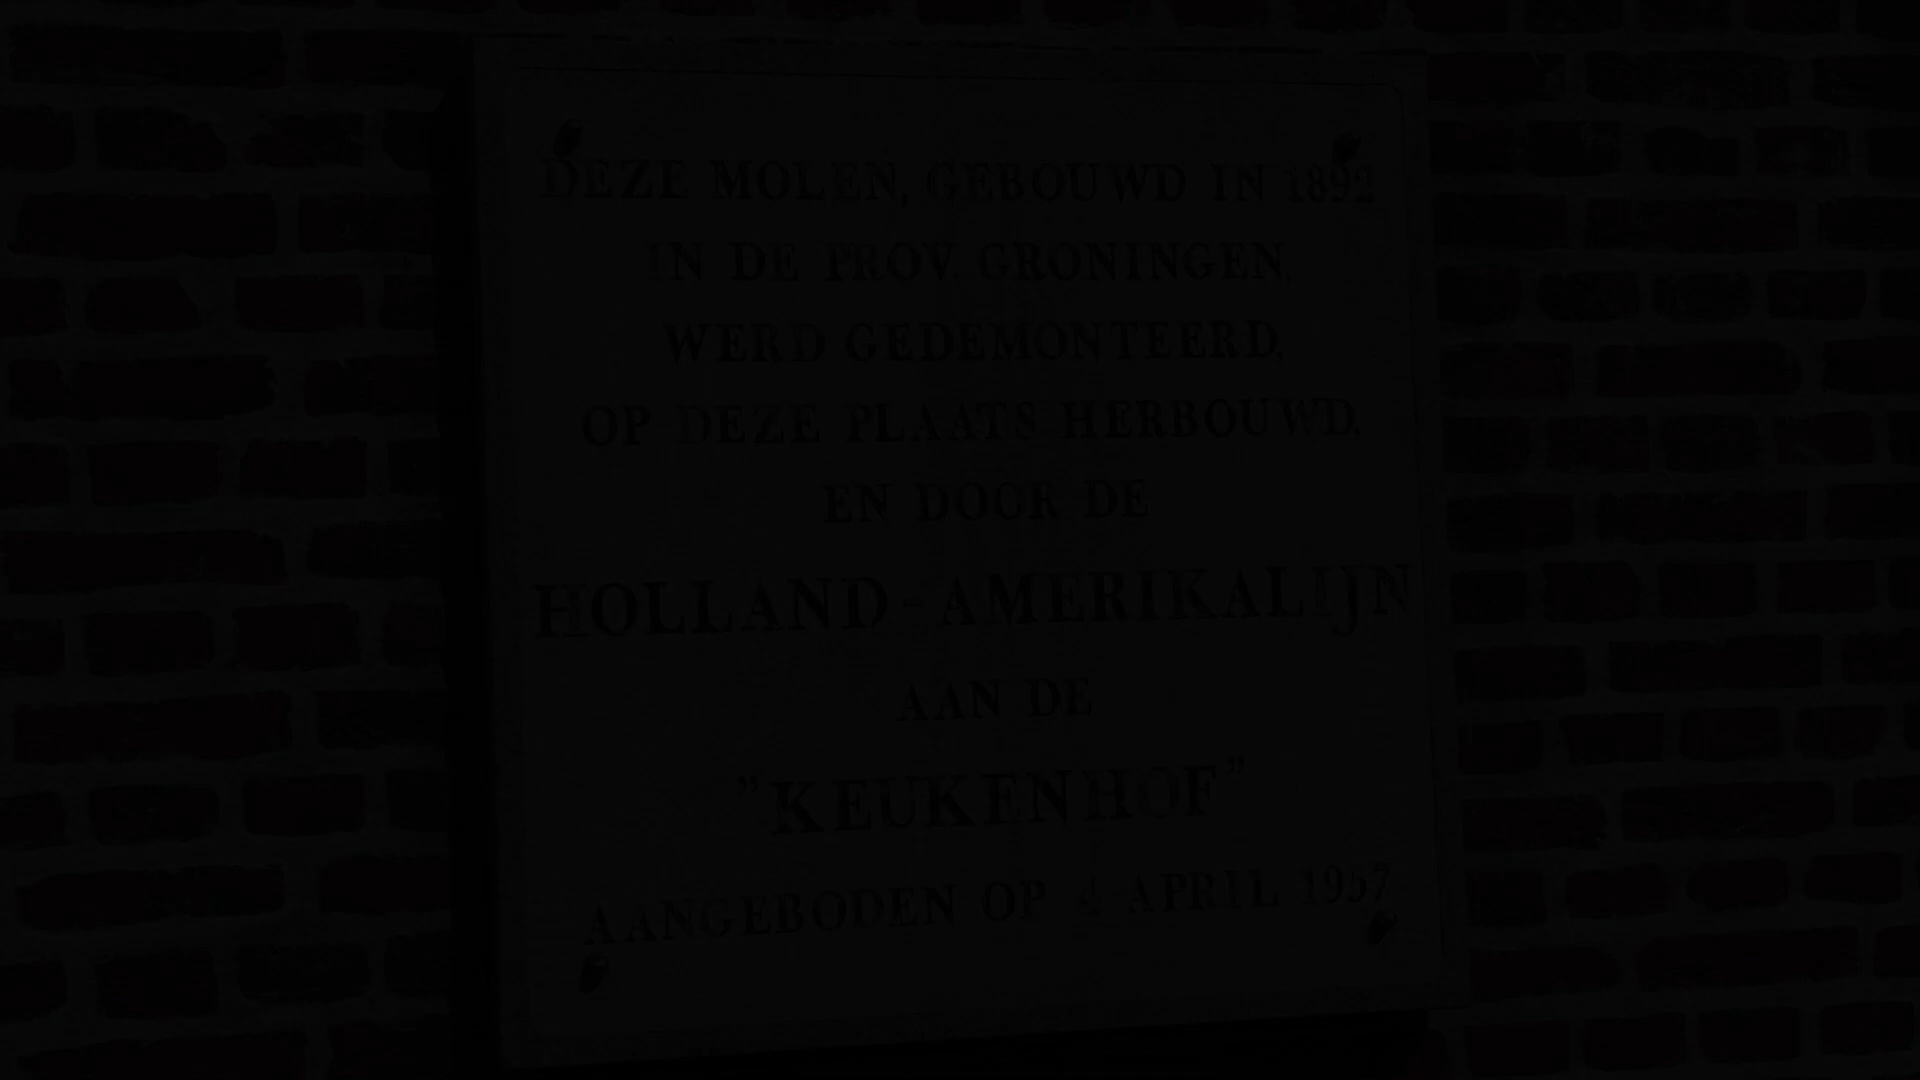 DEZE MOLEN, GEBOUWD IN 1892
IN DE PROV. GRONINGEN,
WERD GEDEMONTEERD,
OP DEZE PLAATS HERBOUWD,
EN DOOR DE
HOLLAND-AMERIKALIJN
AAN DE
"KEUKENHOF"
AANGEBODEN OP 4 APRIL 1957